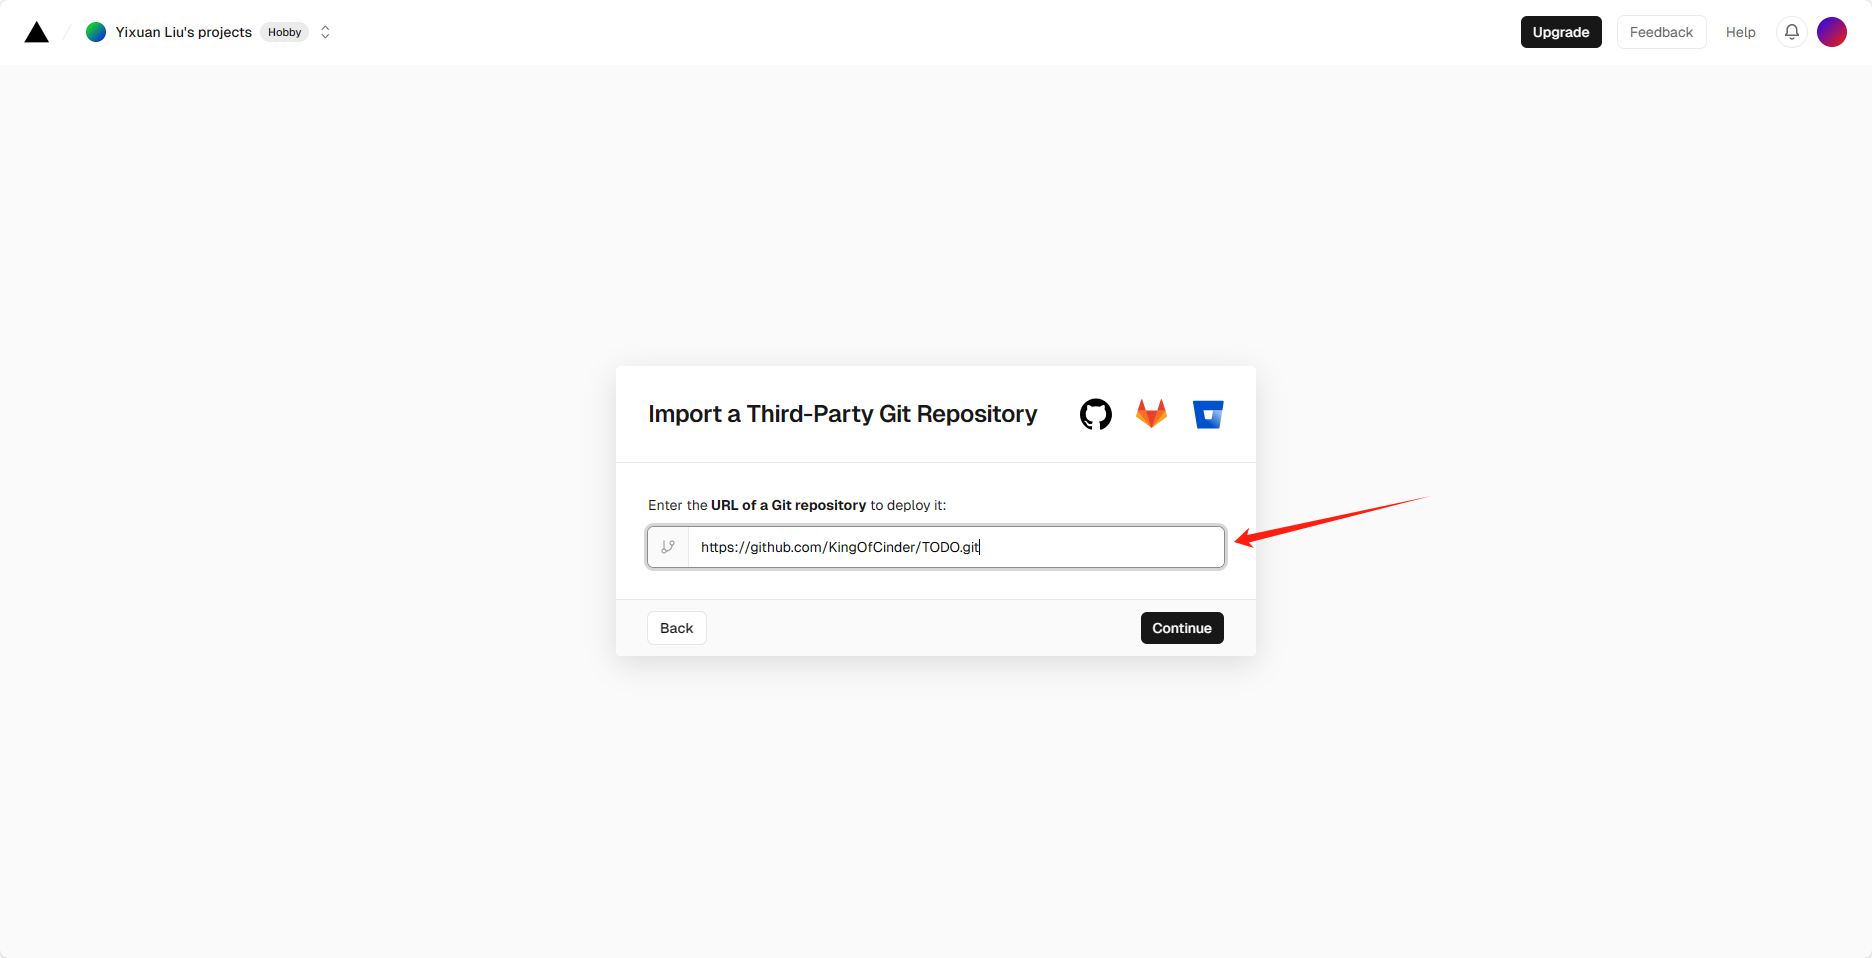 Yixuan Liu's projects Hobby
Upgrade Feedback Help
Import a Third-Party Git Repository
Enter the URL of a Git repository to deploy it:
https://github.com/KingOfCinder/TODO.git
Back Continue